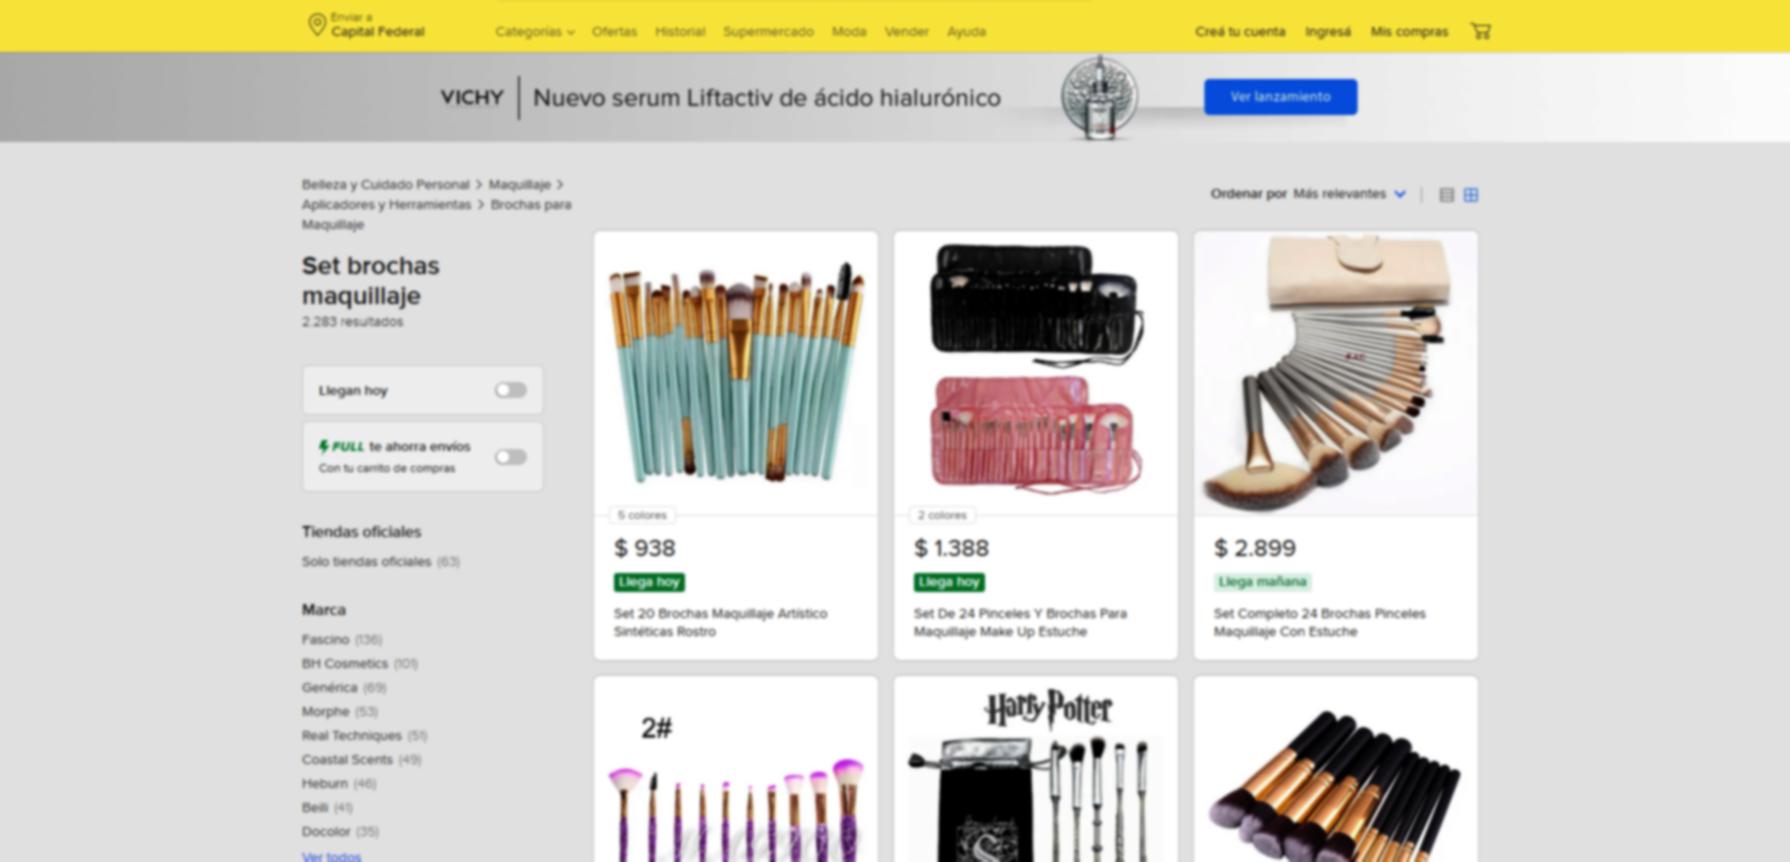 Enviar a
Capital Federal
Categorías Ofertas Historial Supermercado Moda Vender Ayuda
Creá tu cuenta Ingresá Mis compras
VICHY Nuevo serum Liftactiv de ácido hialurónico
Ver lanzamiento
Belleza y Cuidado Personal > Maquillaje >
Aplicadores y Herramientas > Brochas para
Maquillaje
Set brochas
maquillaje
2.283 resultados
Ordenar por Más relevantes
Llegan hoy
FULL te ahorra envíos
Con tu carrito de compras
Tiendas oficiales
Solo tiendas oficiales (63)
Marca
Fascino (136)
BH Cosmetics (101)
Genérica (69)
Morphe (53)
Real Techniques (51)
Coastal Scents (49)
Heburn (46)
Beili (41)
Docolor (35)
Ver todos
5 colores
$ 938
Llega hoy
Set 20 Brochas Maquillaje Artístico
Sintéticas Rostro
2 colores
$ 1.388
Llega hoy
Set De 24 Pinceles Y Brochas Para
Maquillaje Make Up Estuche
$ 2.899
Llega mañana
Set Completo 24 Brochas Pinceles
Maquillaje Con Estuche
2#
Harry Potter